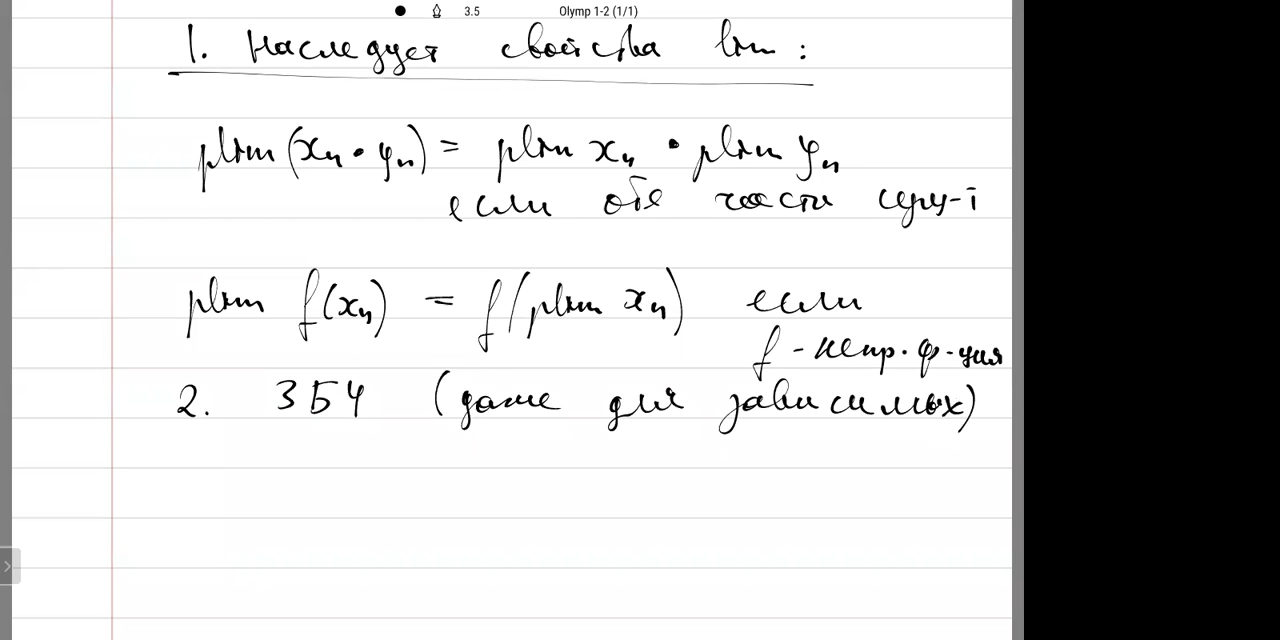 3.5 Olymp 1-2 (1/1)
1. Наследует свойства lim :
plim (xₙ · yₙ) = plim xₙ · plim yₙ
если обе части сущ-т
plim f(xₙ) = f(plim xₙ) если
f - непр. ф-ция
2. ЗБЧ (даже для зависимых)